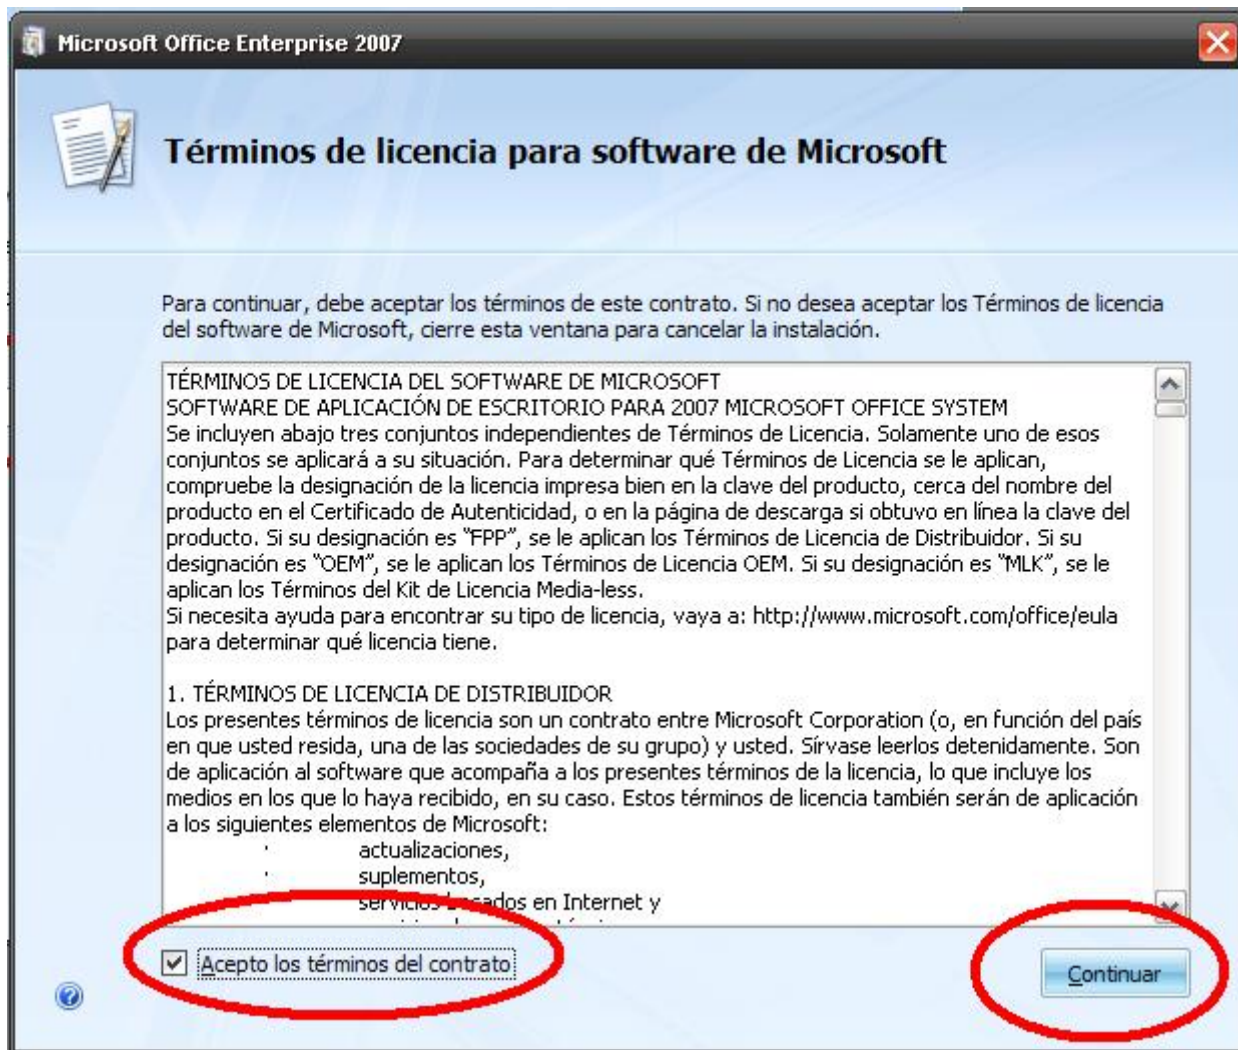 Microsoft Office Enterprise 2007
Términos de licencia para software de Microsoft
Para continuar, debe aceptar los términos de este contrato. Si no desea aceptar los Términos de licencia
del software de Microsoft, cierre esta ventana para cancelar la instalación.
TÉRMINOS DE LICENCIA DEL SOFTWARE DE MICROSOFT
SOFTWARE DE APLICACIÓN DE ESCRITORIO PARA 2007 MICROSOFT OFFICE SYSTEM
Se incluyen abajo tres conjuntos independientes de Términos de Licencia. Solamente uno de esos
conjuntos se aplicará a su situación. Para determinar qué Términos de Licencia se le aplican,
compruebe la designación de la licencia impresa bien en la clave del producto, cerca del nombre del
producto en el Certificado de Autenticidad, o en la página de descarga si obtuvo en línea la clave del
producto. Si su designación es “FPP”, se le aplican los Términos de Licencia de Distribuidor. Si su
designación es “OEM”, se le aplican los Términos de Licencia OEM. Si su designación es “MLK”, se le
aplican los Términos del Kit de Licencia Media-less.
Si necesita ayuda para encontrar su tipo de licencia, vaya a: http://www.microsoft.com/office/eula
para determinar qué licencia tiene.
1. TÉRMINOS DE LICENCIA DE DISTRIBUIDOR
Los presentes términos de licencia son un contrato entre Microsoft Corporation (o, en función del país
en que usted resida, una de las sociedades de su grupo) y usted. Sírvase leerlos detenidamente. Son
de aplicación al software que acompaña a los presentes términos de la licencia, lo que incluye los
medios en los que lo haya recibido, en su caso. Estos términos de licencia también serán de aplicación
a los siguientes elementos de Microsoft:
· actualizaciones,
· suplementos,
servicios basados en Internet y
Acepto los términos del contrato
Continuar